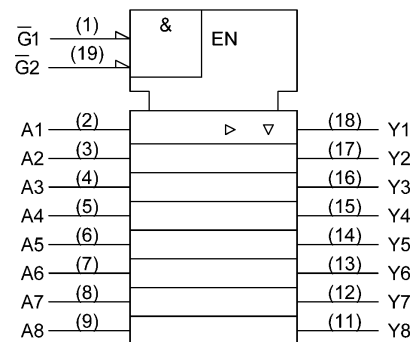 &
G̅1 (1) EN
G̅2 (19)
A1 (2) (18) Y1
A2 (3) (17) Y2
A3 (4) (16) Y3
A4 (5) (15) Y4
A5 (6) (14) Y5
A6 (7) (13) Y6
A7 (8) (12) Y7
A8 (9) (11) Y8